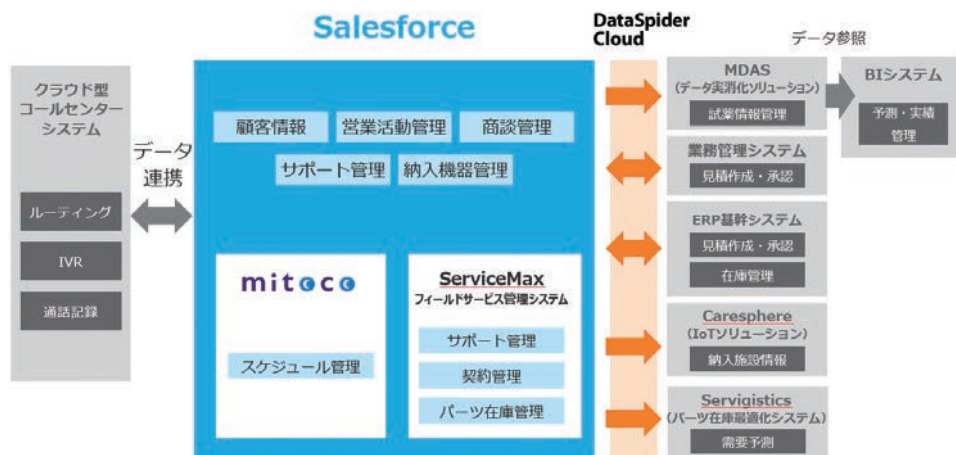 Salesforce
DataSpider
Cloud
データ参照
クラウド型
コールセンター
システム
ルーティング
IVR
通話記録
データ
連携
顧客情報
営業活動管理
商談管理
サポート管理
納入機器管理
mitoco
スケジュール管理
ServiceMax
フィールドサービス管理システム
サポート管理
契約管理
パーツ在庫管理
MDAS
(データ実消化ソリューション)
試薬情報管理
BIシステム
予測・実績
管理
業務管理システム
見積作成・承認
ERP基幹システム
見積作成・承認
在庫管理
Caresphere
(IoTソリューション)
納入施設情報
Servigistics
(パーツ在庫最適化システム)
需要予測